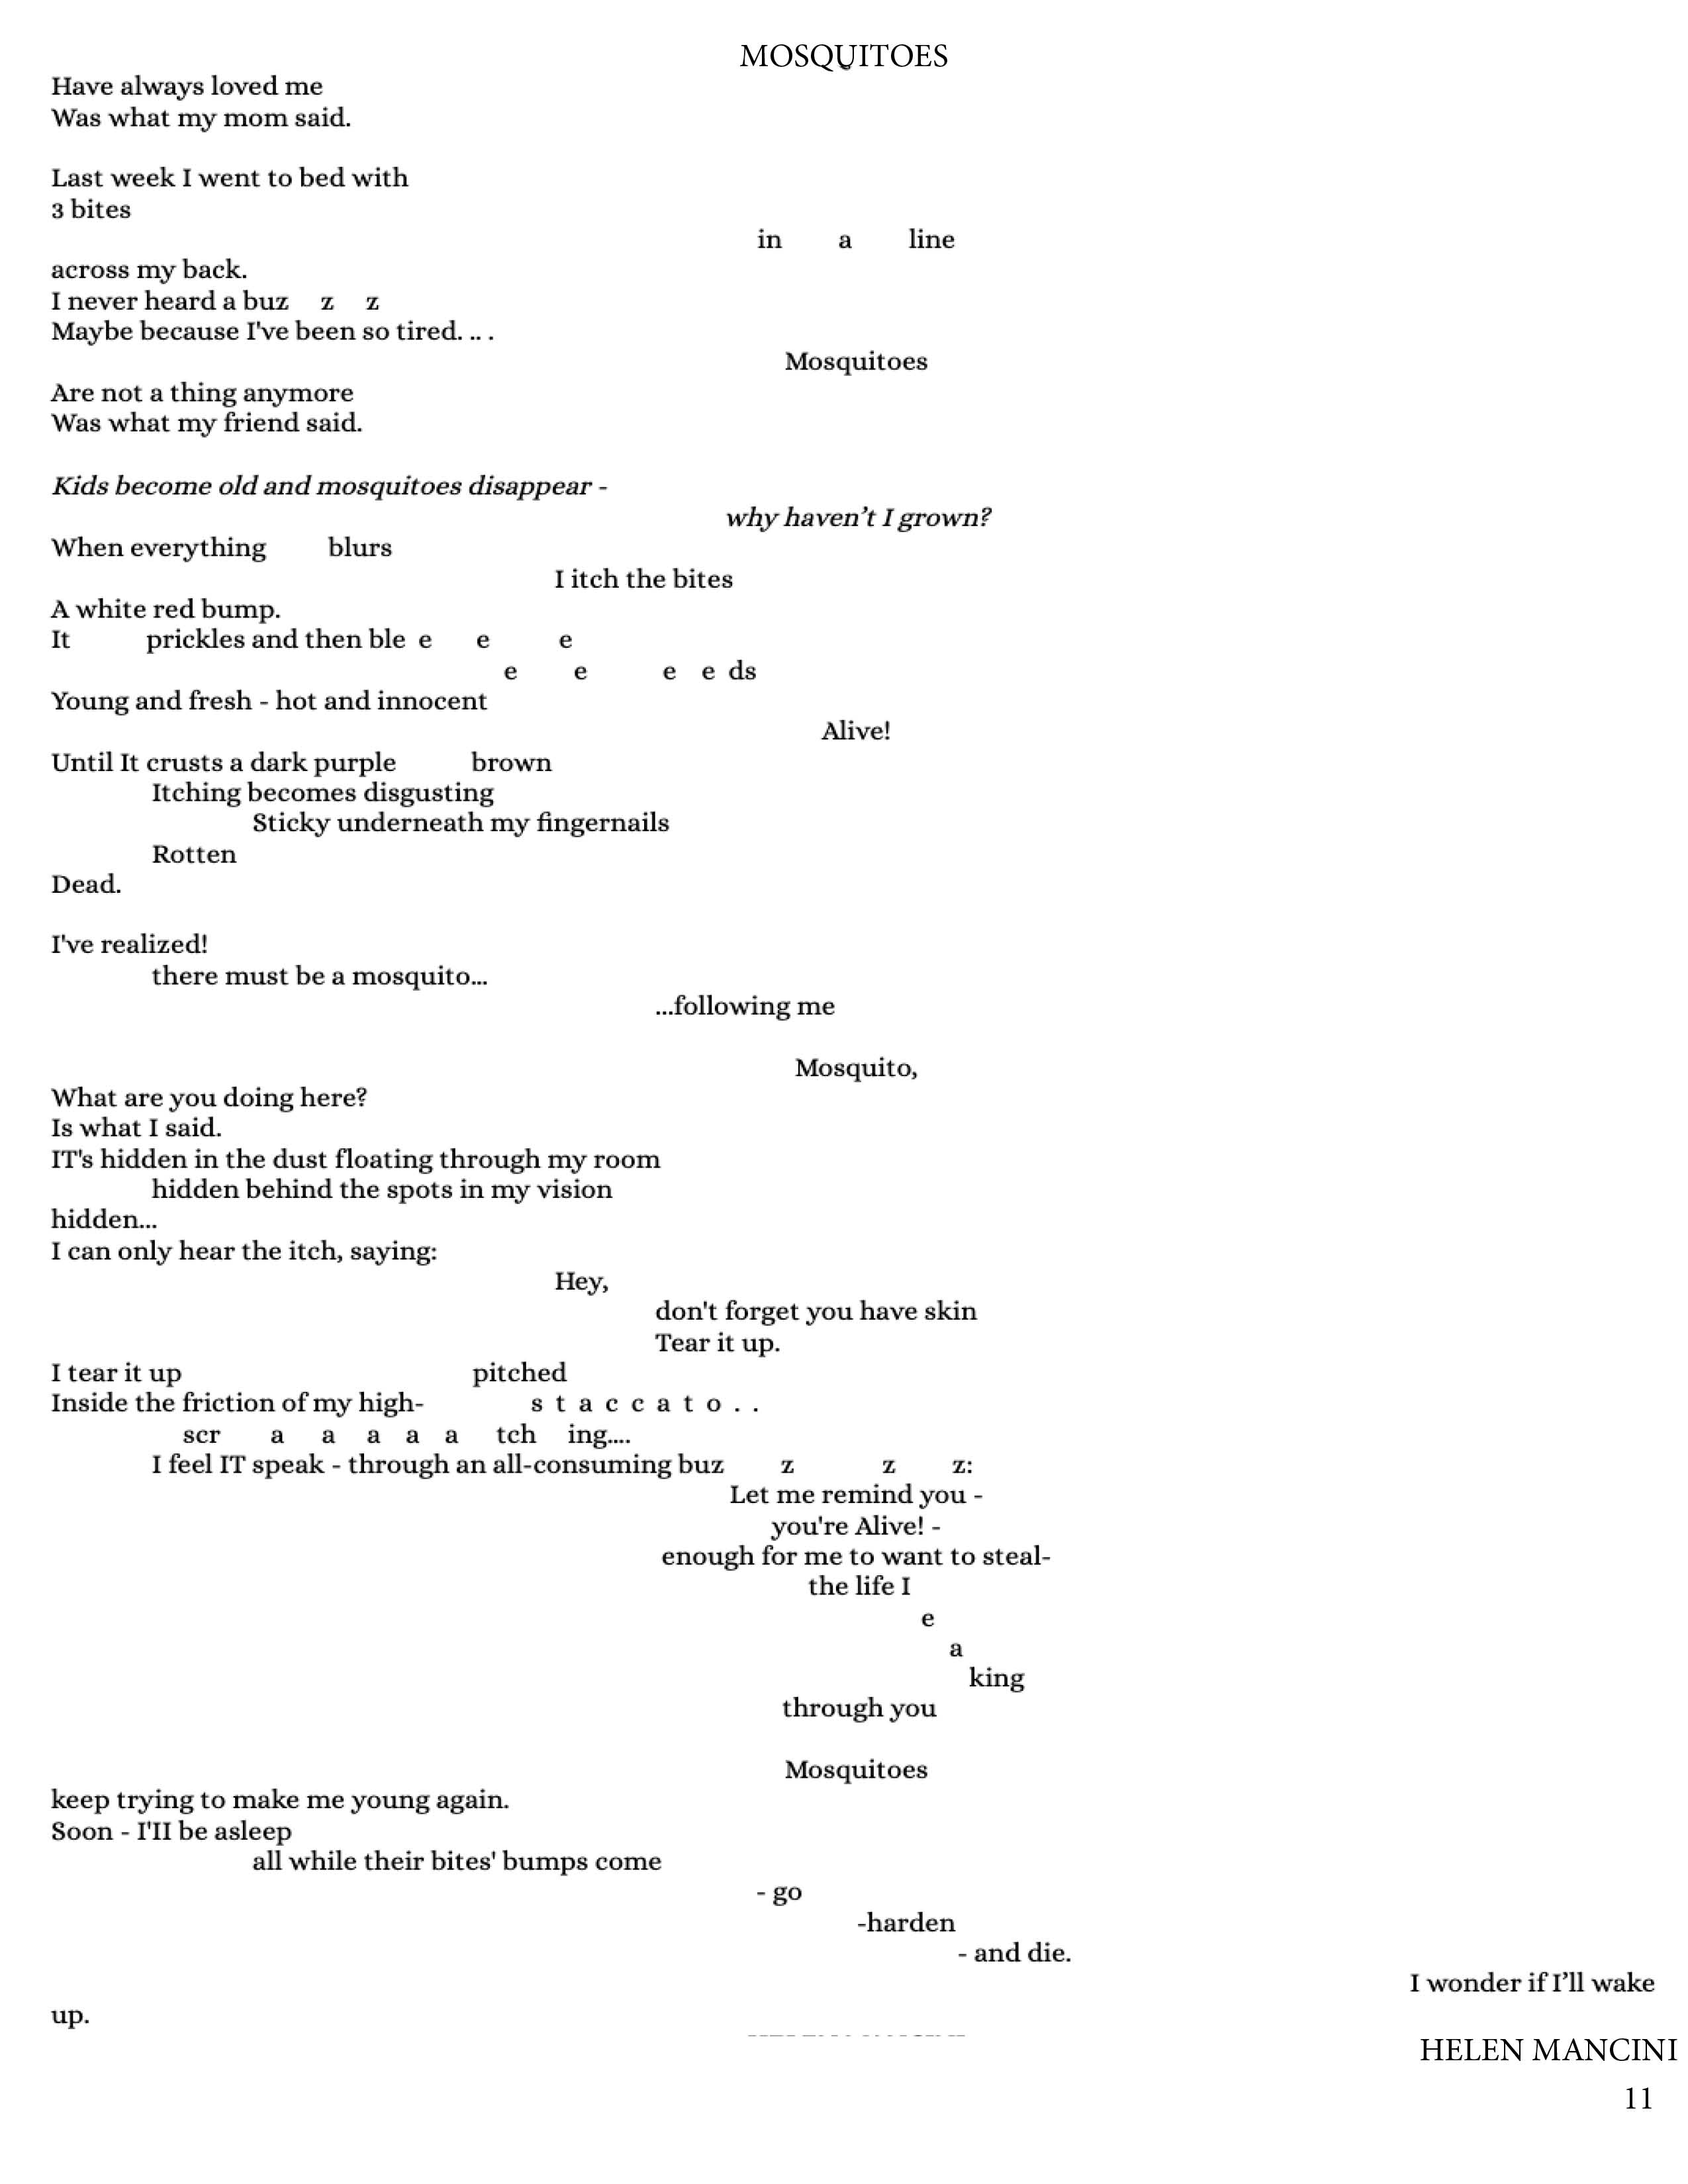 MOSQUITOES
Have always loved me
Was what my mom said.
Last week I went to bed with
3 bites
in a line
across my back.
I never heard a buz z z
Maybe because I've been so tired. .. .
Mosquitoes
Are not a thing anymore
Was what my friend said.
Kids become old and mosquitoes disappear -
why haven’t I grown?
When everything blurs
I itch the bites
A white red bump.
It prickles and then ble e e e
e e e e ds
Young and fresh - hot and innocent
Alive!
Until It crusts a dark purple brown
Itching becomes disgusting
Sticky underneath my fingernails
Rotten
Dead.
I've realized!
there must be a mosquito...
...following me
Mosquito,
What are you doing here?
Is what I said.
IT's hidden in the dust floating through my room
hidden behind the spots in my vision
hidden...
I can only hear the itch, saying:
Hey,
don't forget you have skin
Tear it up.
I tear it up pitched
Inside the friction of my high- s t a c c a t o . .
scr a a a a a tch ing....
I feel IT speak - through an all-consuming buz z z z:
Let me remind you -
you're Alive! -
enough for me to want to steal-
the life I
e
a
king
through you
Mosquitoes
keep trying to make me young again.
Soon - I'II be asleep
all while their bites' bumps come
- go
-harden
- and die.
I wonder if I’ll wake
up.
HELEN MANCINI
11